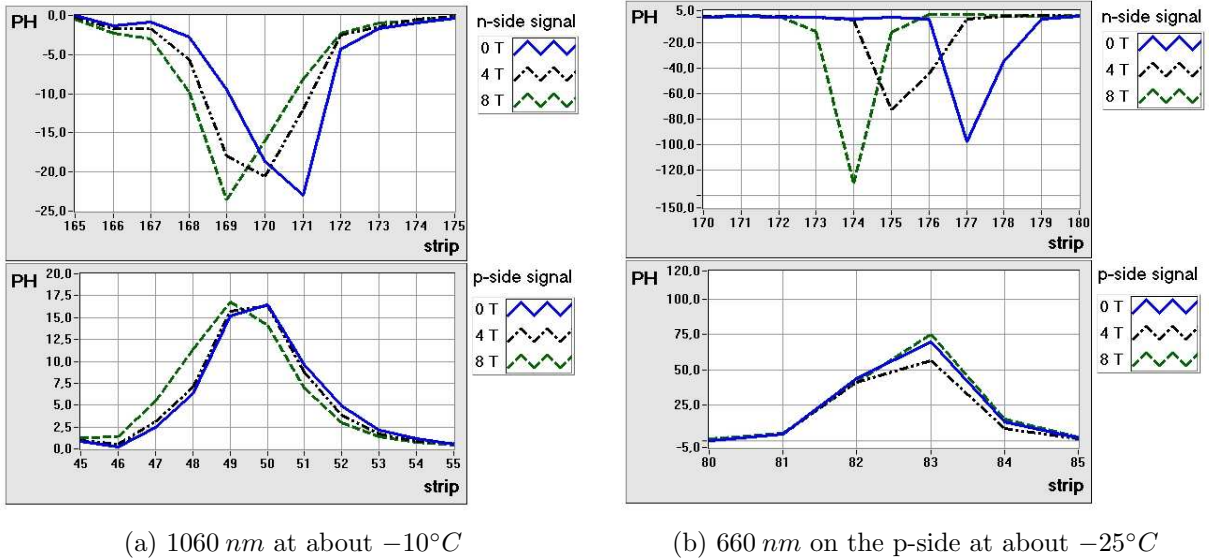 PH
0,0
-5,0
-10,0
-15,0
-20,0
-25,0
165 166 167 168 169 170 171 172 173 174 175
strip
n-side signal
0 T
4 T
8 T
PH
20,0
17,5
15,0
12,5
10,0
7,5
5,0
2,5
0,0
45 46 47 48 49 50 51 52 53 54 55
strip
p-side signal
0 T
4 T
8 T
(a) 1060 nm at about −10°C
PH
5,0
-20,0
-40,0
-60,0
-80,0
-100,0
-120,0
-150,0
170 171 172 173 174 175 176 177 178 179 180
strip
n-side signal
0 T
4 T
8 T
PH
120,0
100,0
75,0
50,0
25,0
-5,0
80 81 82 83 84 85
strip
p-side signal
0 T
4 T
8 T
(b) 660 nm on the p-side at about −25°C